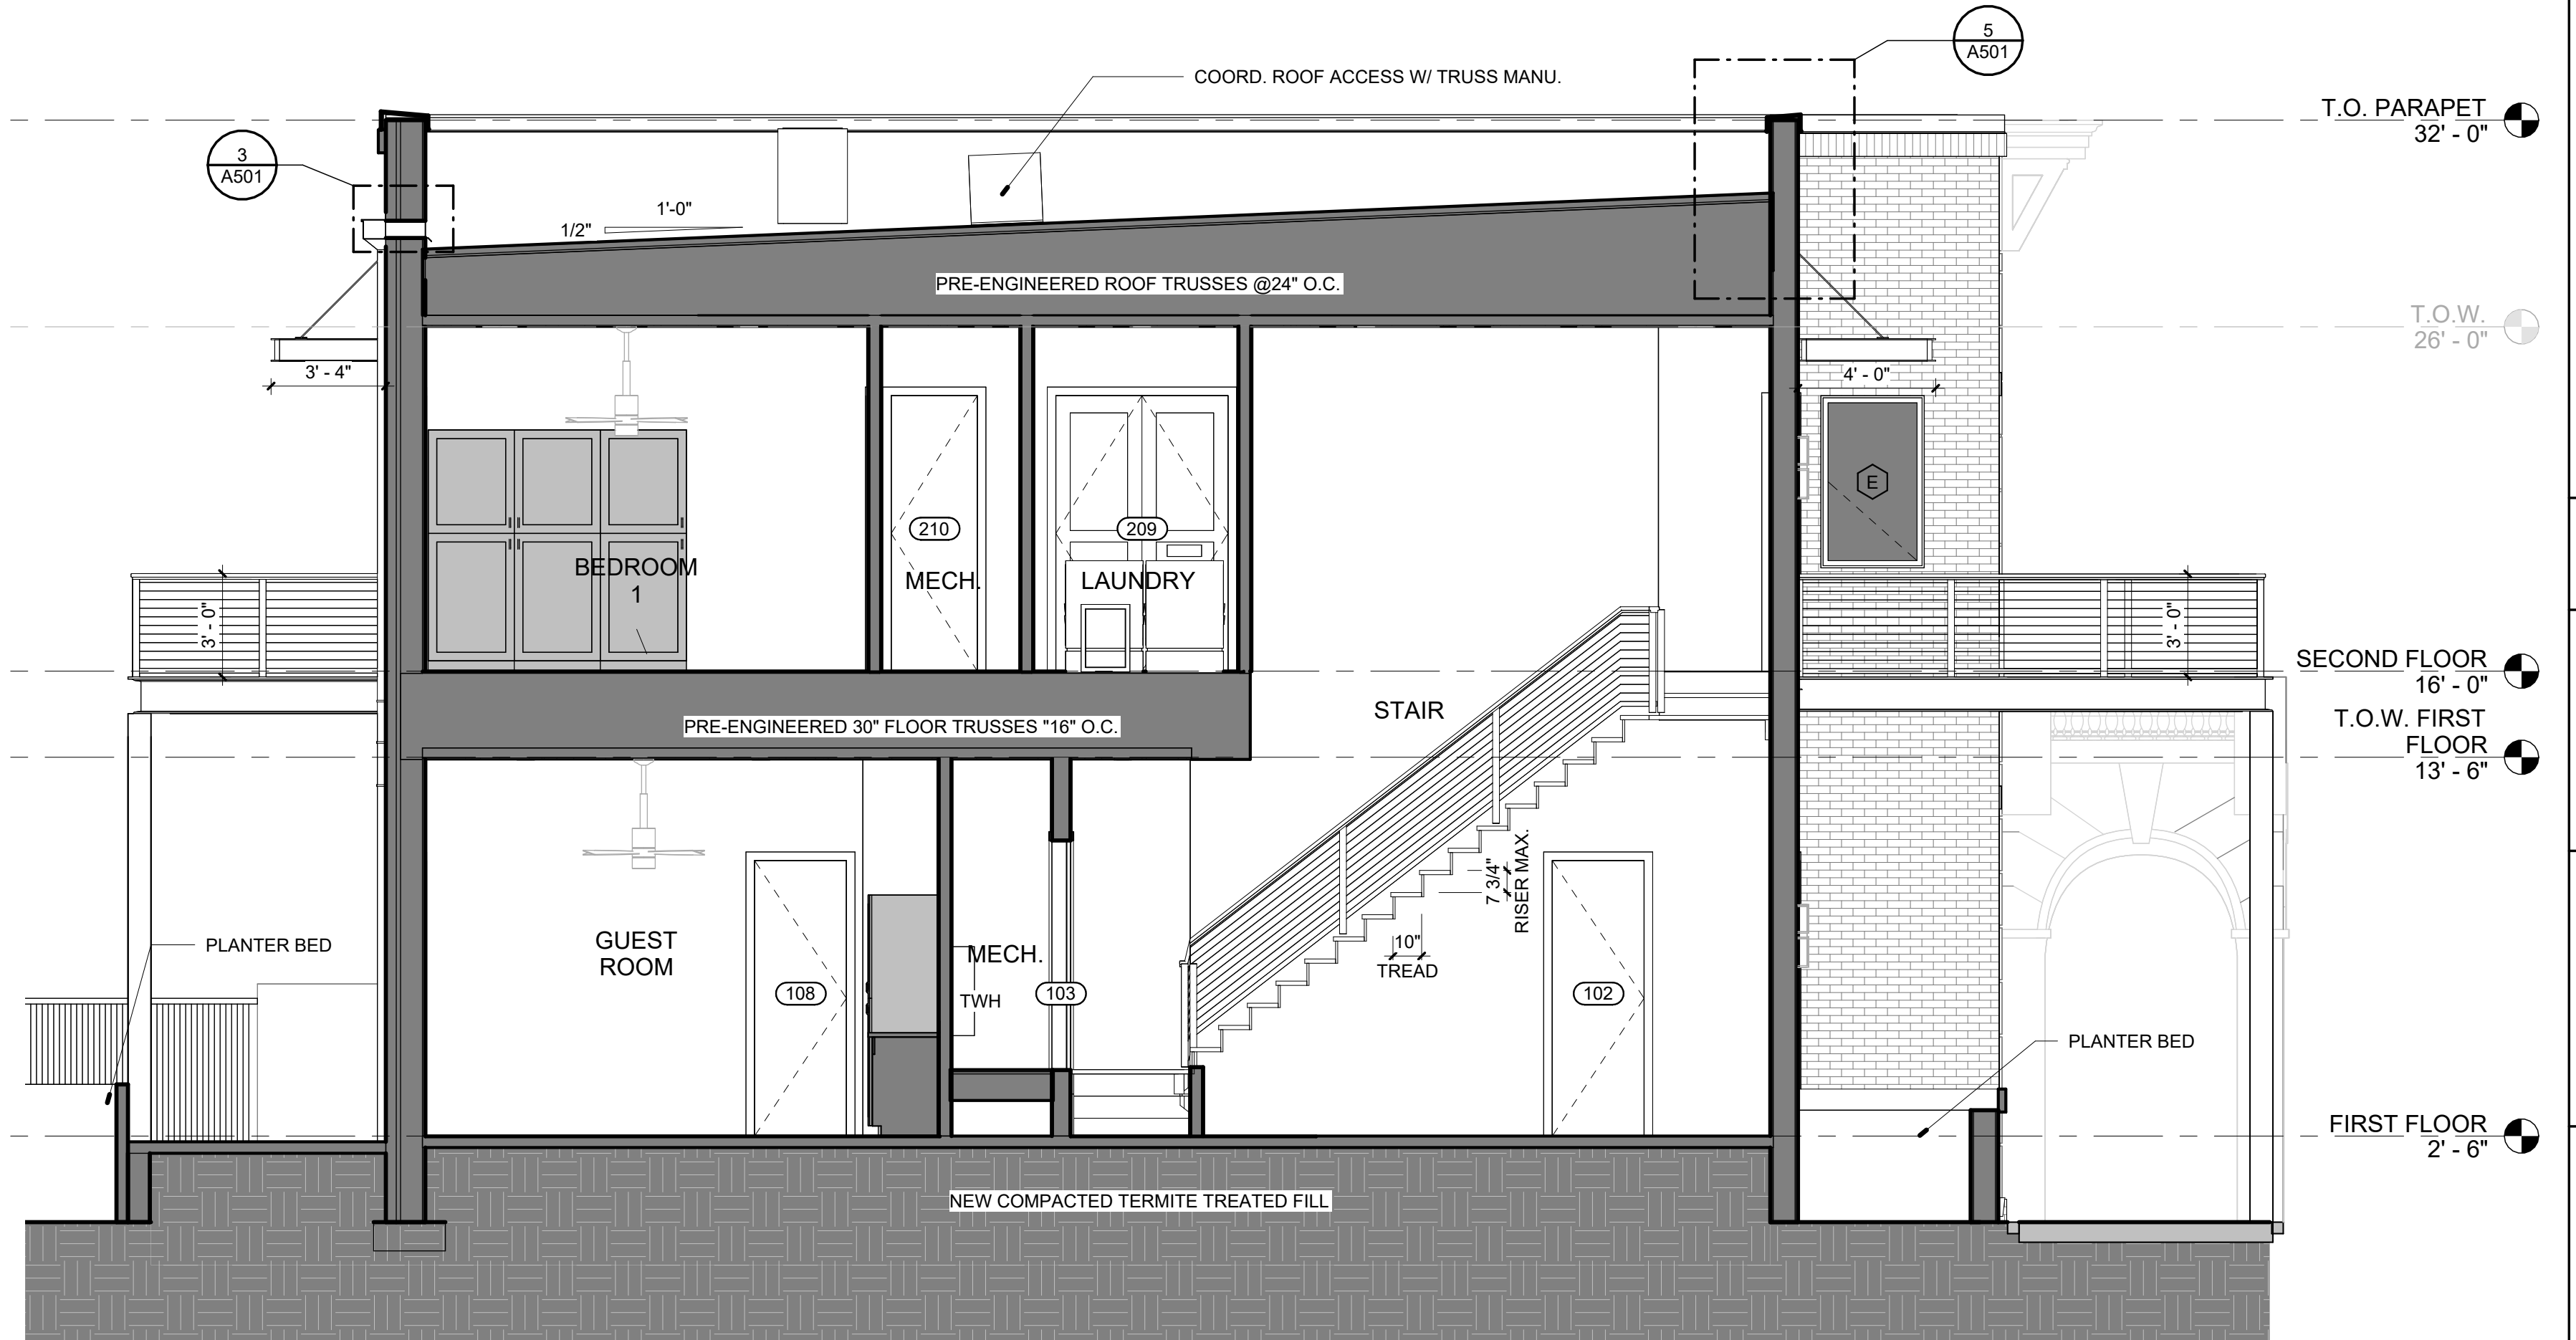 5
A501
COORD. ROOF ACCESS W/ TRUSS MANU.
T.O. PARAPET
32' - 0"
3
A501
1'-0"
1/2"
PRE-ENGINEERED ROOF TRUSSES @24" O.C.
T.O.W.
26' - 0"
3' - 4"
4' - 0"
E
210
209
BEDROOM
1
MECH.
LAUNDRY
3' - 0"
3' - 0"
SECOND FLOOR
16' - 0"
STAIR
PRE-ENGINEERED 30" FLOOR TRUSSES "16" O.C.
T.O.W. FIRST
FLOOR
13' - 6"
7 3/4"
RISER MAX.
10"
TREAD
GUEST
ROOM
PLANTER BED
MECH.
TWH
108
103
102
PLANTER BED
FIRST FLOOR
2' - 6"
NEW COMPACTED TERMITE TREATED FILL